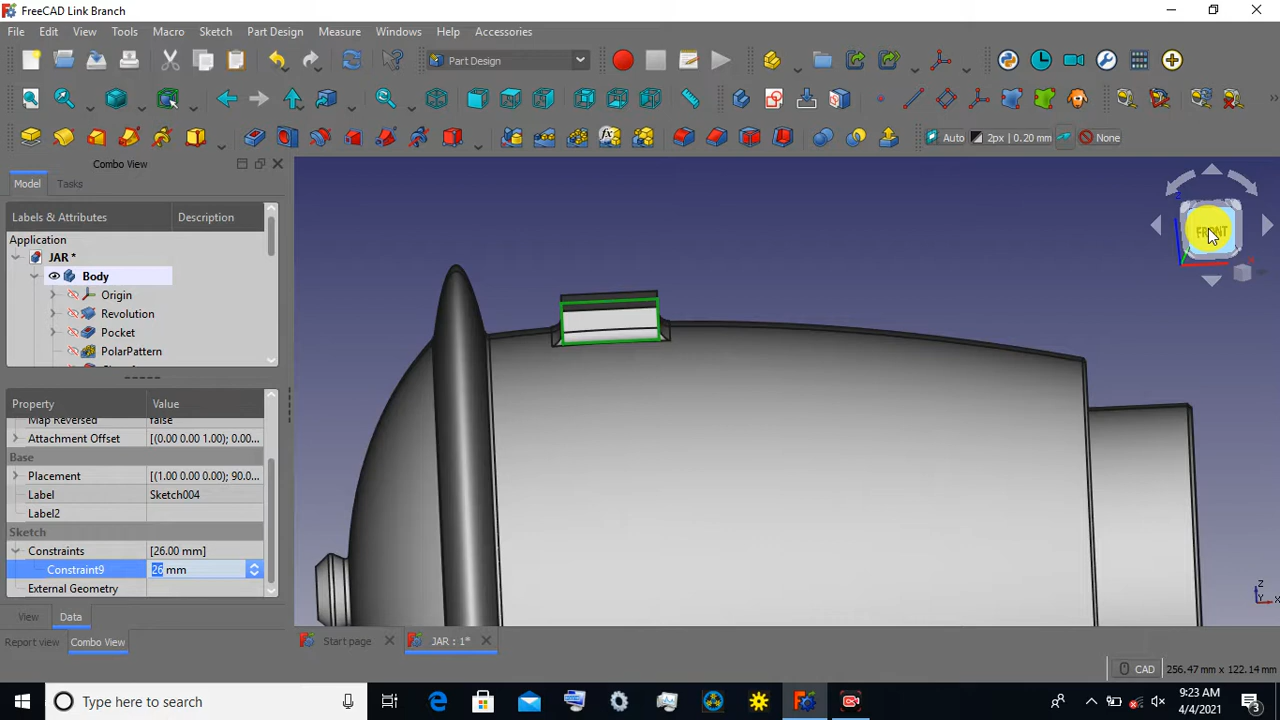 FreeCAD Link Branch
File Edit View Tools Macro Sketch Part Design Measure Windows Help Accessories
Part Design
Auto 2px | 0.20 mm None
Combo View
Model Tasks
Labels & Attributes Description
Application
JAR *
Body
Origin
Revolution
Pocket
PolarPattern
FRONT
Property Value
Map Reversed false
Attachment Offset [(0.00 0.00 1.00); 0.00...
Base
Placement [(1.00 0.00 0.00); 90.0...
Label Sketch004
Label2
Sketch
Constraints [26.00 mm]
Constraint9 26 mm
External Geometry
View Data
Report view Combo View
Start page JAR : 1*
CAD 256.47 mm x 122.14 mm
Type here to search
9:23 AM
4/4/2021
3